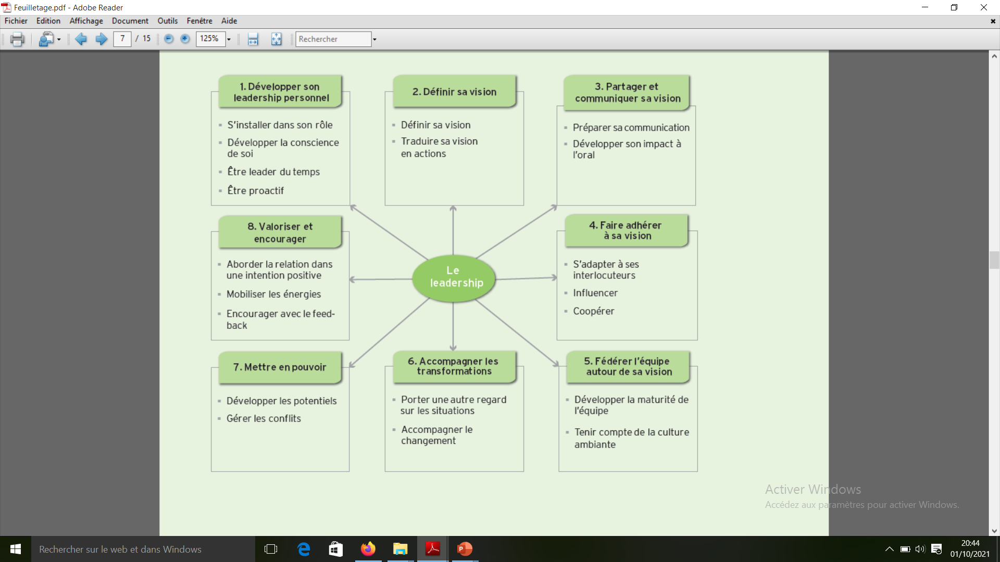 Feuilletage.pdf - Adobe Reader
Fichier Edition Affichage Document Outils Fenêtre Aide
7 / 15 125% Rechercher
1. Développer son
leadership personnel
S'installer dans son rôle
Développer la conscience
de soi
Être leader du temps
Être proactif
2. Définir sa vision
Définir sa vision
Traduire sa vision
en actions
3. Partager et
communiquer sa vision
Préparer sa communication
Développer son impact à
l'oral
8. Valoriser et
encourager
Aborder la relation dans
une intention positive
Mobiliser les énergies
Encourager avec le feed-
back
Le
leadership
4. Faire adhérer
à sa vision
S'adapter à ses
interlocuteurs
Influencer
Coopérer
7. Mettre en pouvoir
Développer les potentiels
Gérer les conflits
6. Accompagner les
transformations
Porter une autre regard
sur les situations
Accompagner le
changement
5. Fédérer l'équipe
autour de sa vision
Développer la maturité de
l'équipe
Tenir compte de la culture
ambiante
Activer Windows
Accédez aux paramètres pour activer Windows.
Rechercher sur le web et dans Windows
20:44
01/10/2021